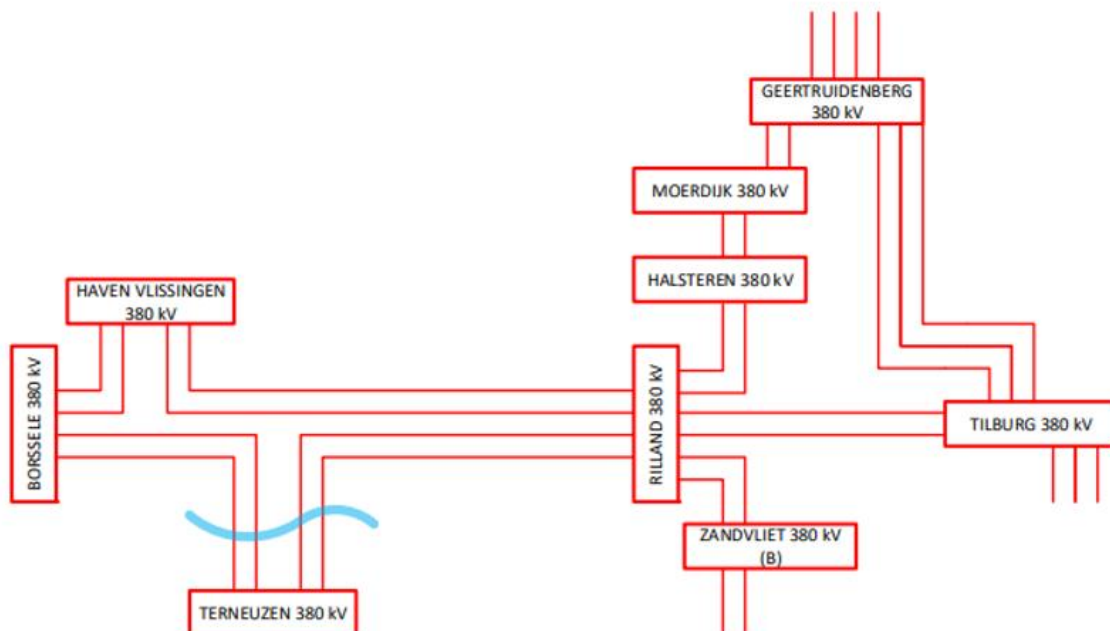 GEERTRUIDENBERG
380 kV
MOERDIJK 380 kV
HALSTEREN 380 kV
HAVEN VLISSINGEN
380 kV
BORSSELE 380 kV
RILLAND 380 kV
TILBURG 380 kV
ZANDVLIET 380 kV
(B)
TERNEUZEN 380 kV